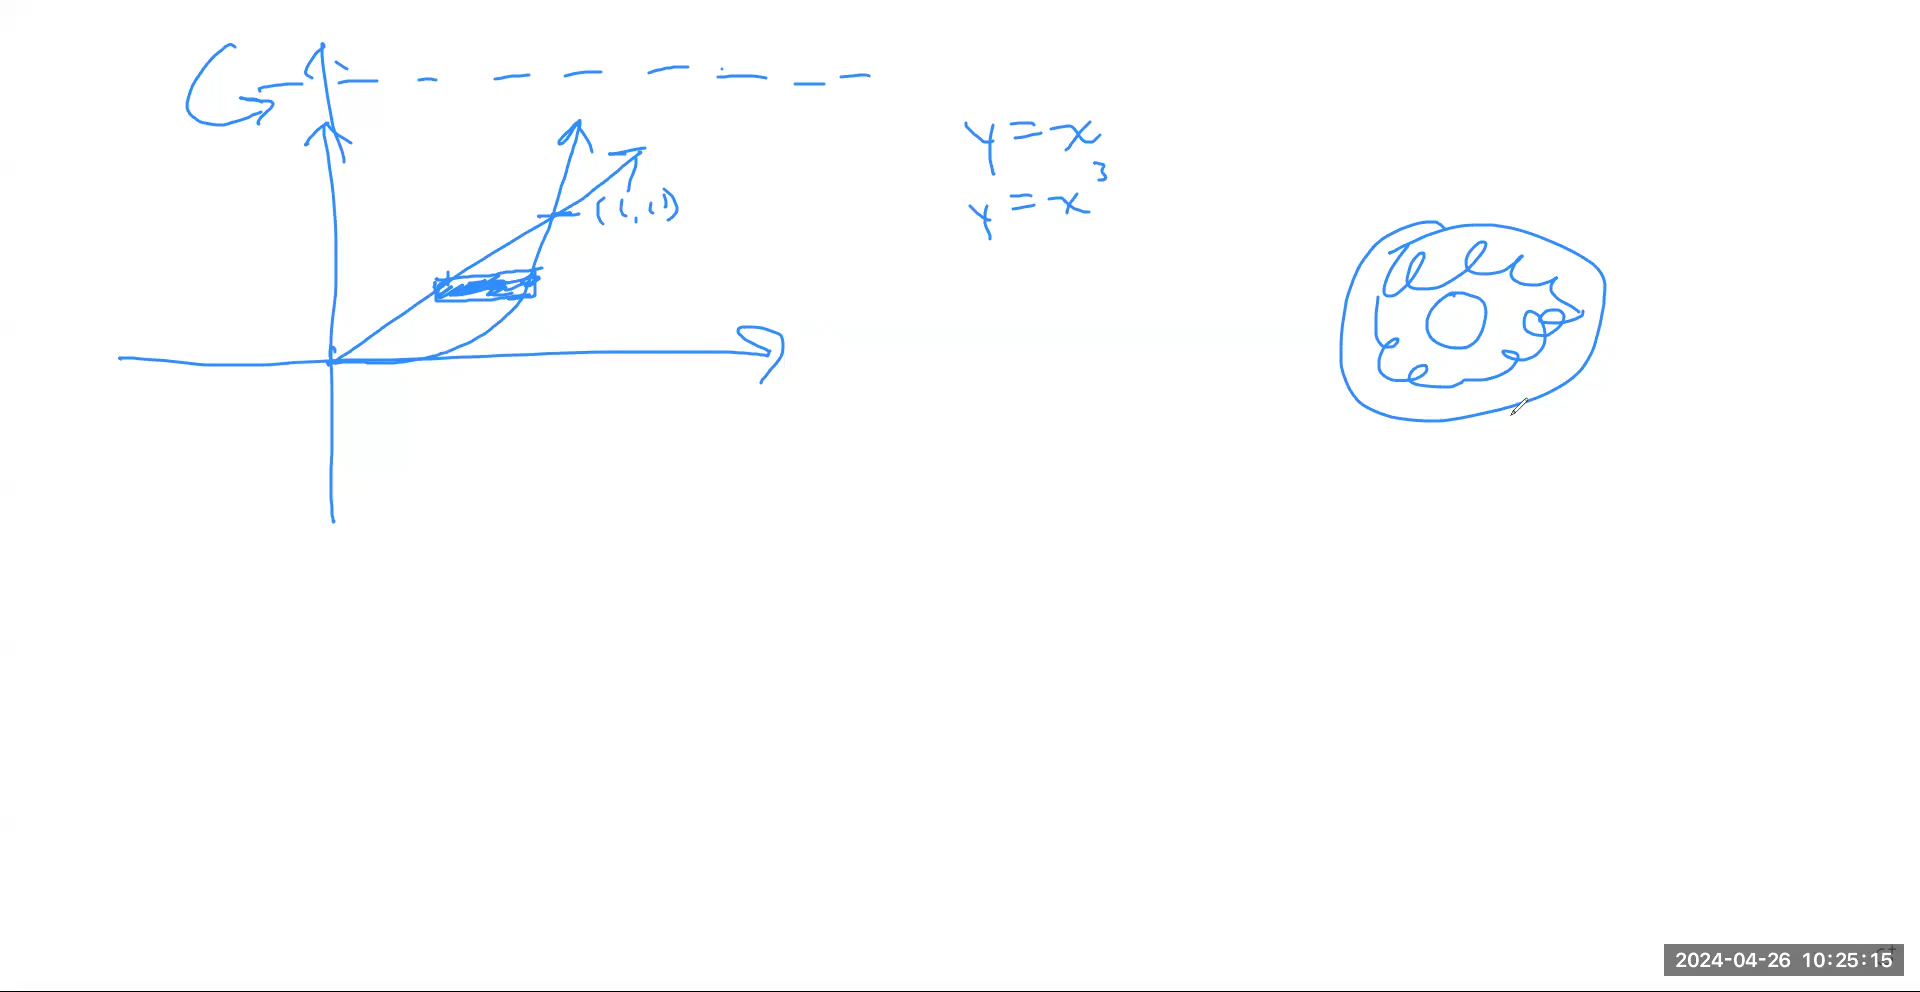 (1,1)
y = x
y = x³
2024-04-26 10:25:15